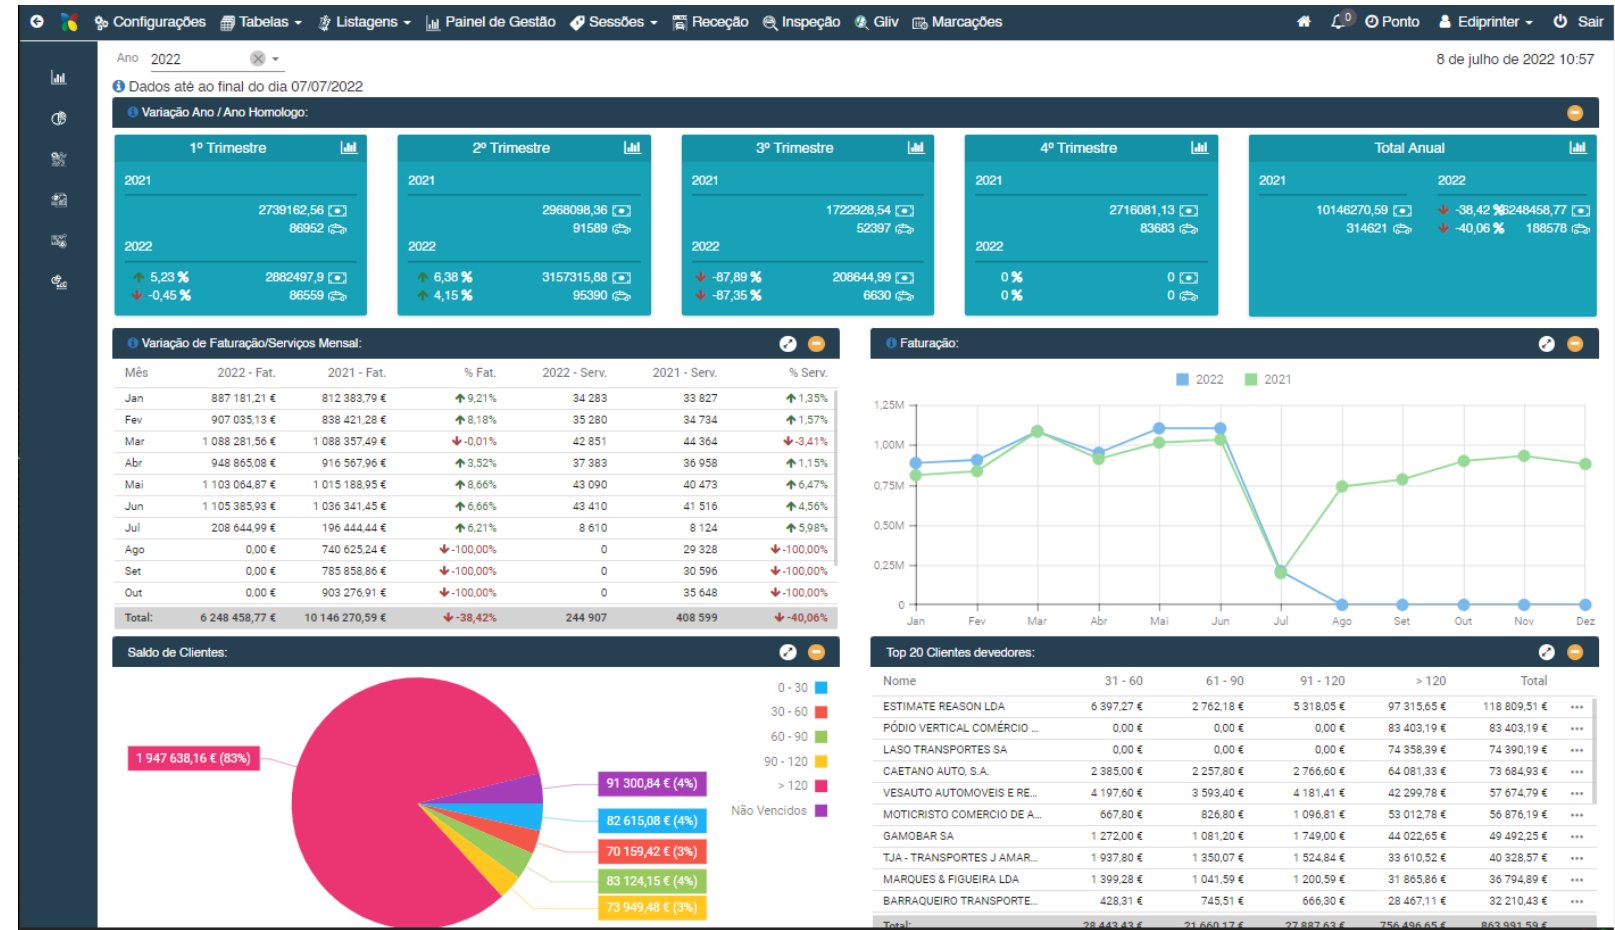 Configurações Tabelas Listagens Painel de Gestão Sessões Receção Inspeção Gliv Marcações 0 Ponto Ediprinter Sair
Ano 2022 8 de julho de 2022 10:57
Dados até ao final do dia 07/07/2022
Variação Ano / Ano Homologo:
1º Trimestre 2º Trimestre 3º Trimestre 4º Trimestre Total Anual
2021 2021 2021 2021 2021 2022
2739162,56 2968098,36 1722928,54 2716081,13 10146270,59 -38,42 % 6248458,77
86952 91589 52397 83683 314621 -40,06 % 188578
2022 2022 2022 2022
5,23 % 2882497,9 6,38 % 3157315,88 -87,89 % 208644,99 0 % 0
-0,45 % 86559 4,15 % 95390 -87,35 % 6630 0 % 0
Variação de Faturação/Serviços Mensal:
Mês 2022 - Fat. 2021 - Fat. % Fat. 2022 - Serv. 2021 - Serv. % Serv.
Jan 887 181,21 € 812 383,79 € 9,21% 34 283 33 827 1,35%
Fev 907 035,13 € 838 421,28 € 8,18% 35 280 34 734 1,57%
Mar 1 088 281,56 € 1 088 357,49 € -0,01% 42 851 44 364 -3,41%
Abr 948 865,08 € 916 567,96 € 3,52% 37 383 36 958 1,15%
Mai 1 103 064,87 € 1 015 188,95 € 8,66% 43 090 40 473 6,47%
Jun 1 105 385,93 € 1 036 341,45 € 6,66% 43 410 41 516 4,56%
Jul 208 644,99 € 196 444,44 € 6,21% 8 610 8 124 5,98%
Ago 0,00 € 740 625,24 € -100,00% 0 29 328 -100,00%
Set 0,00 € 785 858,86 € -100,00% 0 30 596 -100,00%
Out 0,00 € 903 276,91 € -100,00% 0 35 648 -100,00%
Total: 6 248 458,77 € 10 146 270,59 € -38,42% 244 907 408 599 -40,06%
Faturação:
2022 2021
1,25M
1,00M
0,75M
0,50M
0,25M
0
Jan Fev Mar Abr Mai Jun Jul Ago Set Out Nov Dez
Saldo de Clientes:
0 - 30
30 - 60
60 - 90
90 - 120
> 120
Não Vencidos
1 947 638,16 € (83%)
91 300,84 € (4%)
82 615,08 € (4%)
70 159,42 € (3%)
83 124,15 € (4%)
73 949,48 € (3%)
Top 20 Clientes devedores:
Nome 31 - 60 61 - 90 91 - 120 > 120 Total
ESTIMATE REASON LDA 6 397,27 € 2 762,18 € 5 318,05 € 97 315,65 € 118 809,51 € ...
PÓDIO VERTICAL COMÉRCIO ... 0,00 € 0,00 € 0,00 € 83 403,19 € 83 403,19 € ...
LASO TRANSPORTES SA 0,00 € 0,00 € 0,00 € 74 358,39 € 74 390,19 € ...
CAETANO AUTO, S.A. 2 385,00 € 2 257,80 € 2 766,60 € 64 081,33 € 73 684,93 € ...
VESAUTO AUTOMOVEIS E RE... 4 197,60 € 3 593,40 € 4 181,41 € 42 299,78 € 57 674,79 € ...
MOTICRISTO COMERCIO DE A... 667,80 € 826,80 € 1 096,81 € 53 012,78 € 56 876,19 € ...
GAMOBAR SA 1 272,00 € 1 081,20 € 1 749,00 € 44 022,65 € 49 492,25 € ...
TJA - TRANSPORTES J AMAR... 1 937,80 € 1 350,07 € 1 524,84 € 33 610,52 € 40 328,57 € ...
MARQUES & FIGUEIRA LDA 1 399,28 € 1 041,59 € 1 200,59 € 31 865,86 € 36 794,89 € ...
BARRAQUEIRO TRANSPORTE... 428,31 € 745,51 € 666,30 € 28 467,11 € 32 210,43 € ...
Total: 28 443,43 € 21 660,17 € 27 887,63 € 756 496,65 € 863 991,59 €